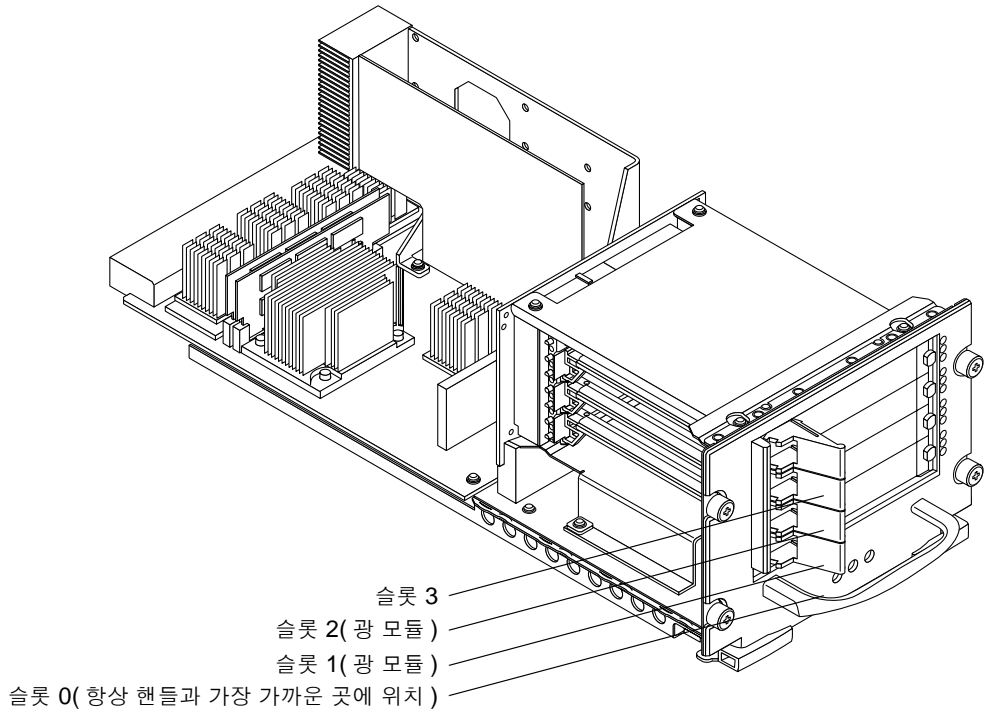 슬롯 3
슬롯 2( 광 모듈 )
슬롯 1( 광 모듈 )
슬롯 0( 항상 핸들과 가장 가까운 곳에 위치 )